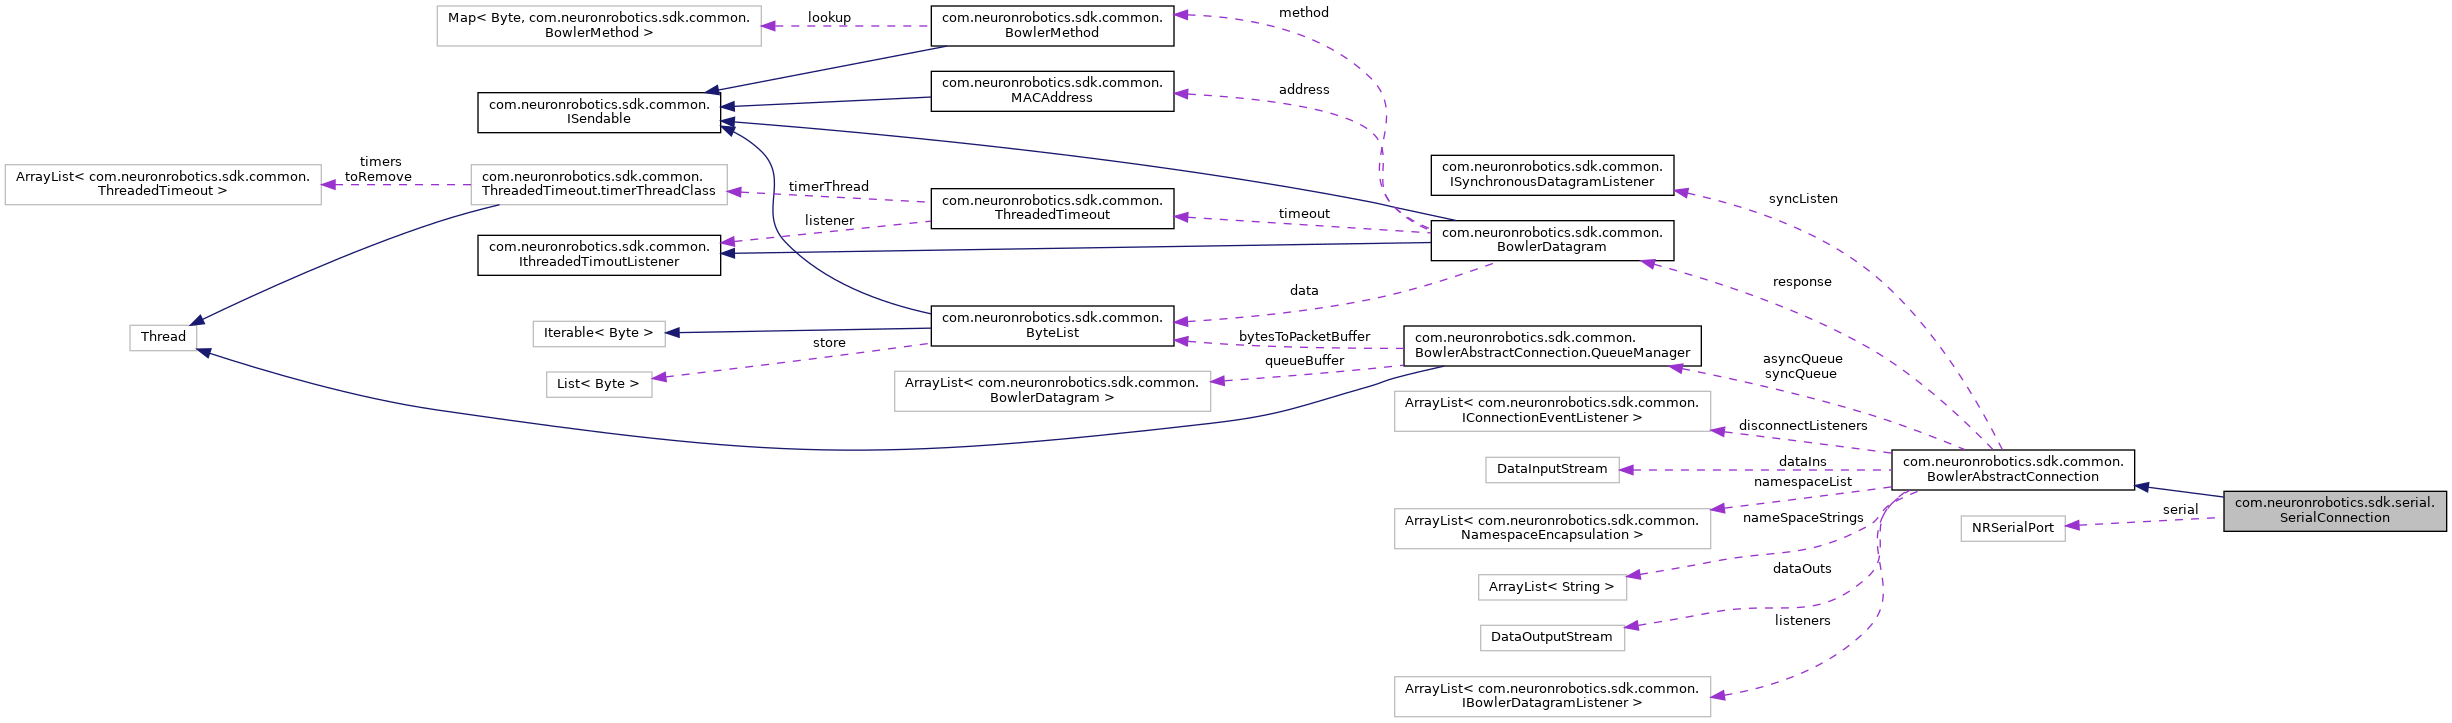 Map< Byte, com.neuronrobotics.sdk.common.
BowlerMethod >
lookup
com.neuronrobotics.sdk.common.
BowlerMethod
method
com.neuronrobotics.sdk.common.
MACAddress
address
com.neuronrobotics.sdk.common.
ISendable
ArrayList< com.neuronrobotics.sdk.common.
ThreadedTimeout >
timers
toRemove
com.neuronrobotics.sdk.common.
ThreadedTimeout.timerThreadClass
timerThread
listener
com.neuronrobotics.sdk.common.
ThreadedTimeout
timeout
com.neuronrobotics.sdk.common.
ISynchronousDatagramListener
syncListen
com.neuronrobotics.sdk.common.
BowlerDatagram
com.neuronrobotics.sdk.common.
IthreadedTimoutListener
data
response
Thread
Iterable< Byte >
store
List< Byte >
com.neuronrobotics.sdk.common.
ByteList
bytesToPacketBuffer
queueBuffer
com.neuronrobotics.sdk.common.
BowlerAbstractConnection.QueueManager
asyncQueue
syncQueue
ArrayList< com.neuronrobotics.sdk.common.
BowlerDatagram >
ArrayList< com.neuronrobotics.sdk.common.
IConnectionEventListener >
disconnectListeners
DataInputStream
dataIns
namespaceList
com.neuronrobotics.sdk.common.
BowlerAbstractConnection
com.neuronrobotics.sdk.serial.
SerialConnection
serial
NRSerialPort
ArrayList< com.neuronrobotics.sdk.common.
NamespaceEncapsulation >
nameSpaceStrings
ArrayList< String >
dataOuts
DataOutputStream
listeners
ArrayList< com.neuronrobotics.sdk.common.
IBowlerDatagramListener >